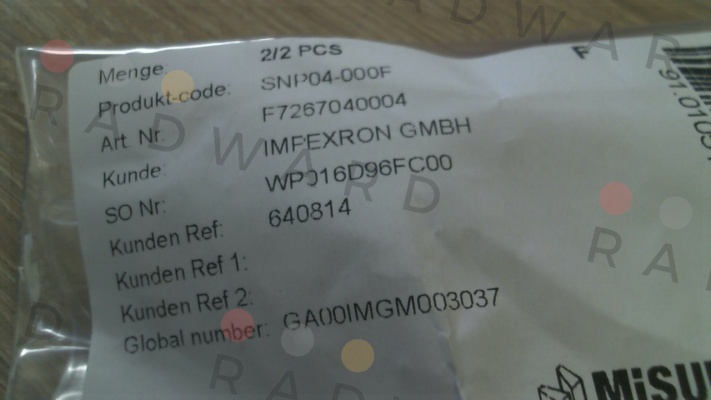 Menge: 2/2 PCS
Produkt-code: SNP04-000F
Art. Nr. F7267040004
Kunde: IMPEXRON GMBH
SO Nr: WP016D96FC00
Kunden Ref: 640814
Kunden Ref 1:
Kunden Ref 2:
Global number: GA00IMGM003037
F
RADWARD